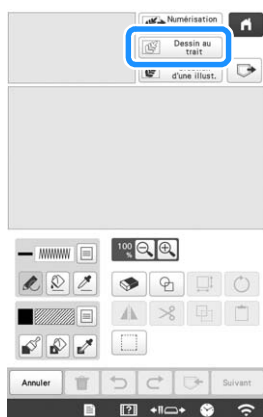 Numérisation
Dessin au
trait
d'une illust.
100
%
Annuler
Suivant